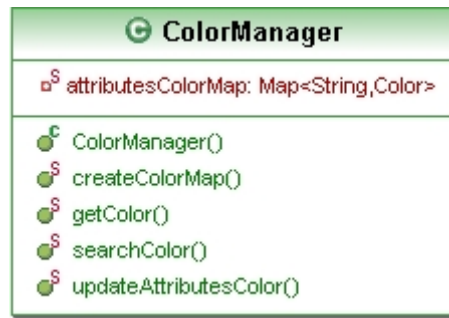 C ColorManager
S attributesColorMap: Map<String,Color>
C ColorManager()
S createColorMap()
S getColor()
S searchColor()
S updateAttributesColor()